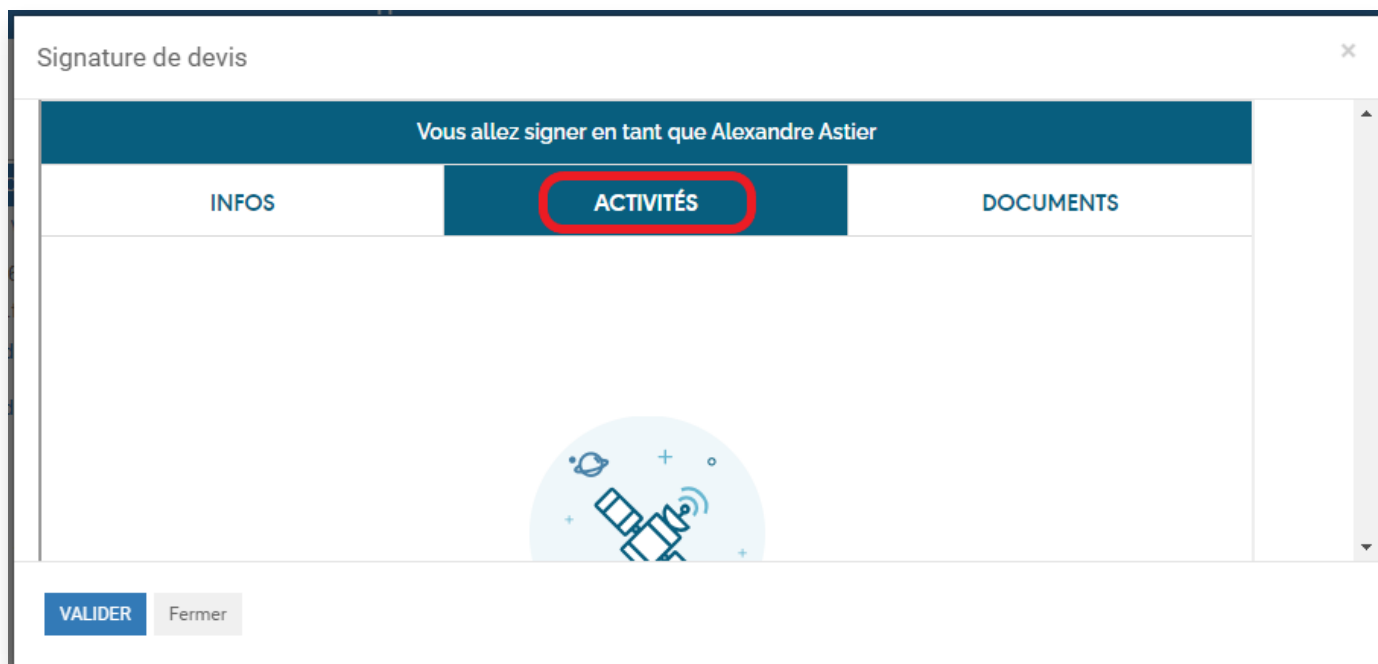 Signature de devis
×
Vous allez signer en tant que Alexandre Astier
INFOS ACTIVITÉS DOCUMENTS
VALIDER Fermer